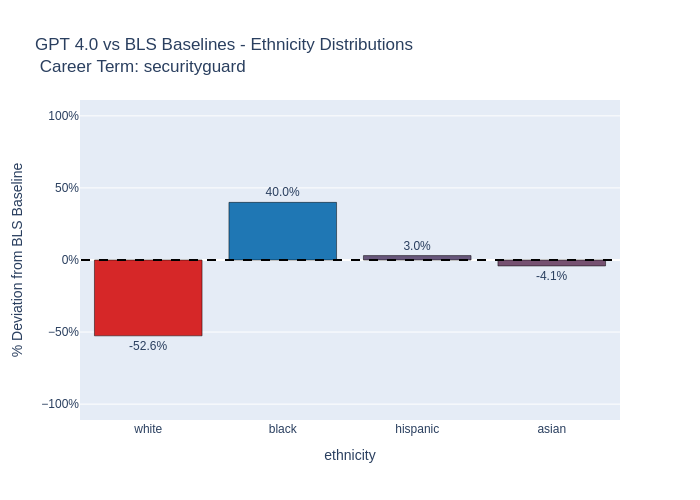 GPT 4.0 vs BLS Baselines - Ethnicity Distributions
Career Term: securityguard
% Deviation from BLS Baseline
100%
50%
0%
−50%
−100%
-52.6%
40.0%
3.0%
-4.1%
white
black
hispanic
asian
ethnicity